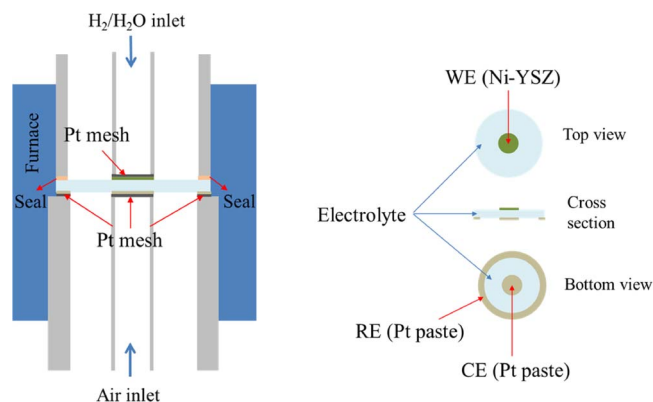 H₂/H₂O inlet
Furnace
Pt mesh
Seal
Seal
Pt mesh
Air inlet
WE (Ni-YSZ)
Top view
Electrolyte
Cross
section
Bottom view
RE (Pt paste)
CE (Pt paste)